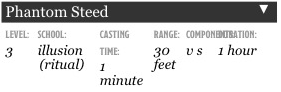 Phantom Steed ▼
LEVEL: SCHOOL: CASTING TIME: RANGE: COMPONENTS: DURATION:
3 illusion (ritual) 1 minute 30 feet v s 1 hour